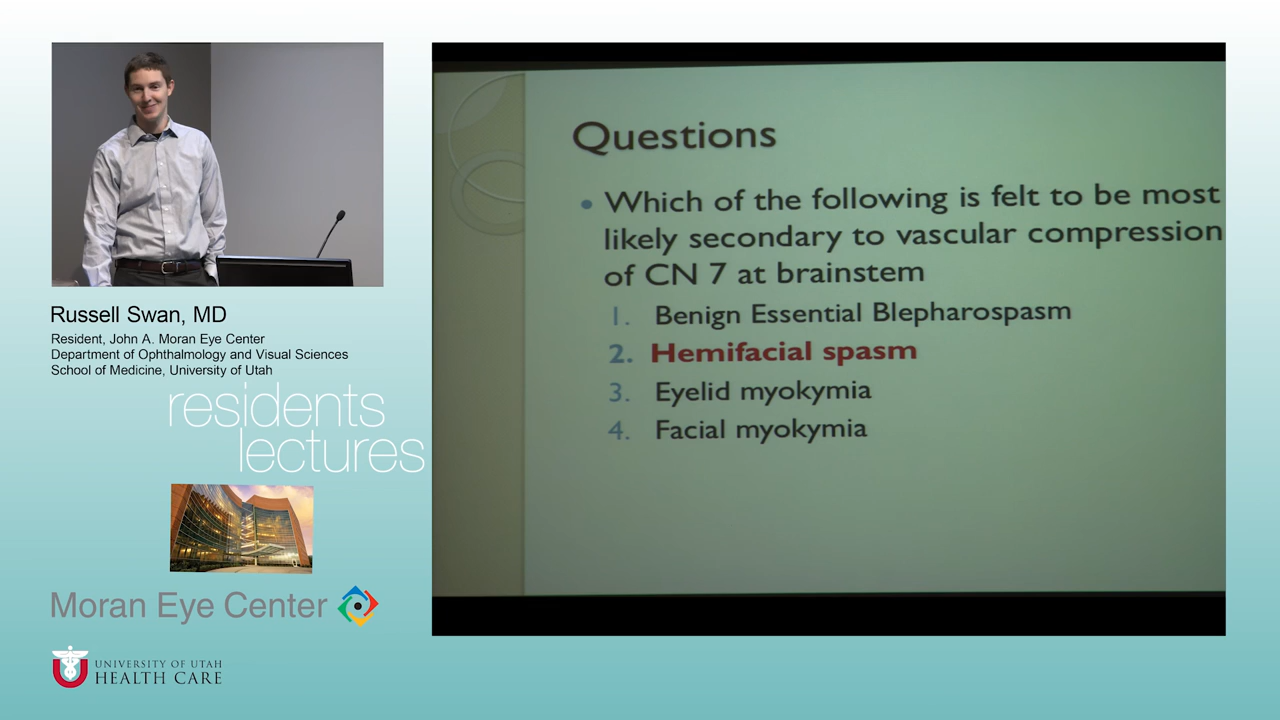 Russell Swan, MD
Resident, John A. Moran Eye Center
Department of Ophthalmology and Visual Sciences
School of Medicine, University of Utah
residents
lectures
Moran Eye Center
UNIVERSITY OF UTAH
HEALTH CARE
Questions
• Which of the following is felt to be most
likely secondary to vascular compression
of CN 7 at brainstem
1. Benign Essential Blepharospasm
2. Hemifacial spasm
3. Eyelid myokymia
4. Facial myokymia